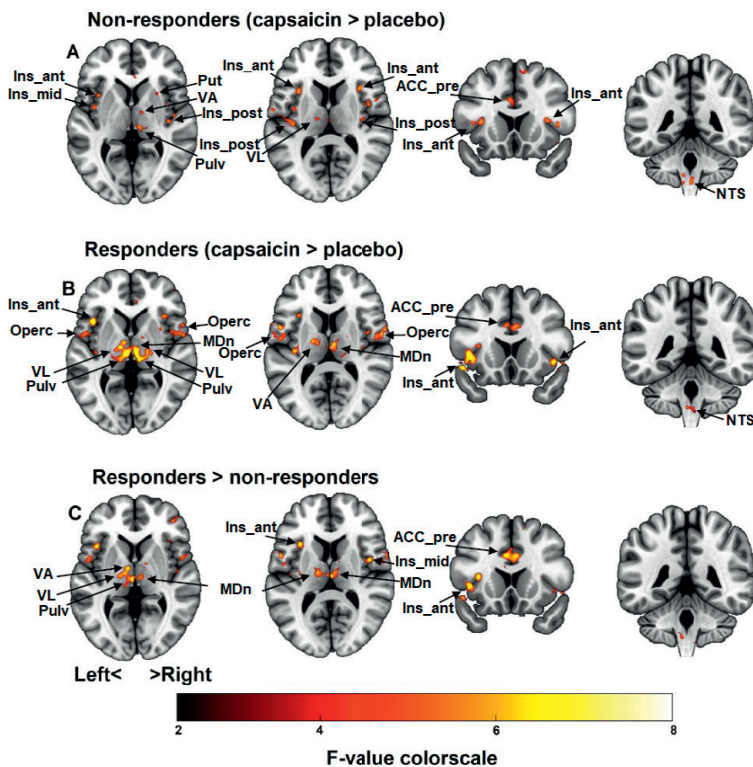 Non-responders (capsaicin > placebo)
A
Ins_ant
Ins_mid
Put
VA
Ins_post
Pulv
Ins_ant
Ins_ant
Ins_post
VL
Ins_post
ACC_pre
Ins_ant
Ins_ant
NTS
Responders (capsaicin > placebo)
B
Ins_ant
Operc
VL
Pulv
Operc
MDn
VL
Pulv
Operc
VA
Operc
MDn
ACC_pre
Ins_ant
Ins_ant
NTS
Responders > non-responders
C
VA
VL
Pulv
MDn
Ins_ant
Ins_mid
MDn
ACC_pre
Ins_ant
Left< >Right
2 4 6 8
F-value colorscale